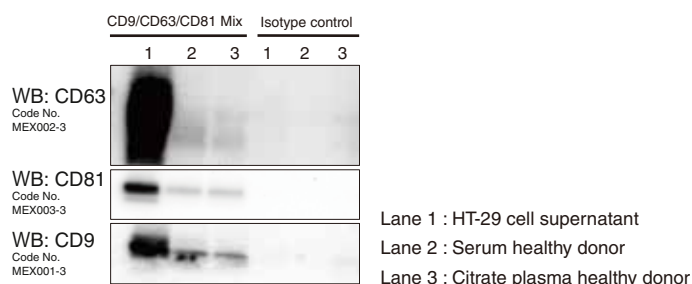 CD9/CD63/CD81 Mix Isotype control
1 2 3 1 2 3
WB: CD63
Code No.
MEX002-3
WB: CD81
Code No.
MEX003-3
WB: CD9
Code No.
MEX001-3
Lane 1 : HT-29 cell supernatant
Lane 2 : Serum healthy donor
Lane 3 : Citrate plasma healthy donor